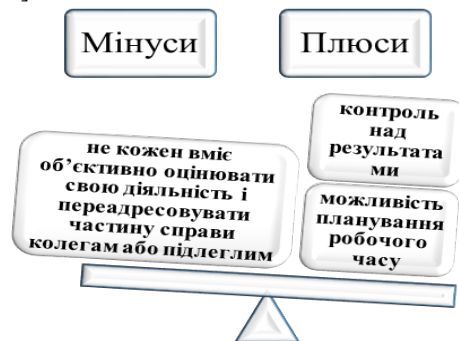 Мінуси
Плюси
не кожен вміє
об’єктивно оцінювати
свою діяльність і
переадресовувати
частину справи
колегам або підлеглим
контроль
над
результата
ми
можливість
планування
робочого
часу